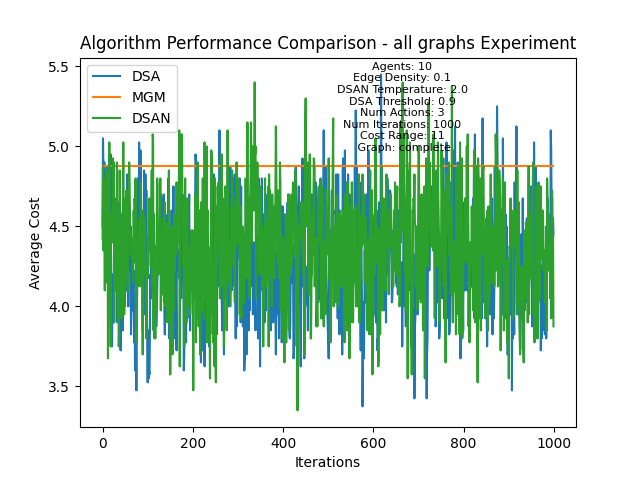 Algorithm Performance Comparison - all graphs Experiment
DSA
MGM
DSAN
Agents: 10
Edge Density: 0.1
DSAN Temperature: 2.0
DSA Threshold: 0.9
Num Actions: 3
Num Iterations: 1000
Cost Range: 11
Graph: complete
Average Cost
5.5
5.0
4.5
4.0
3.5
0 200 400 600 800 1000
Iterations